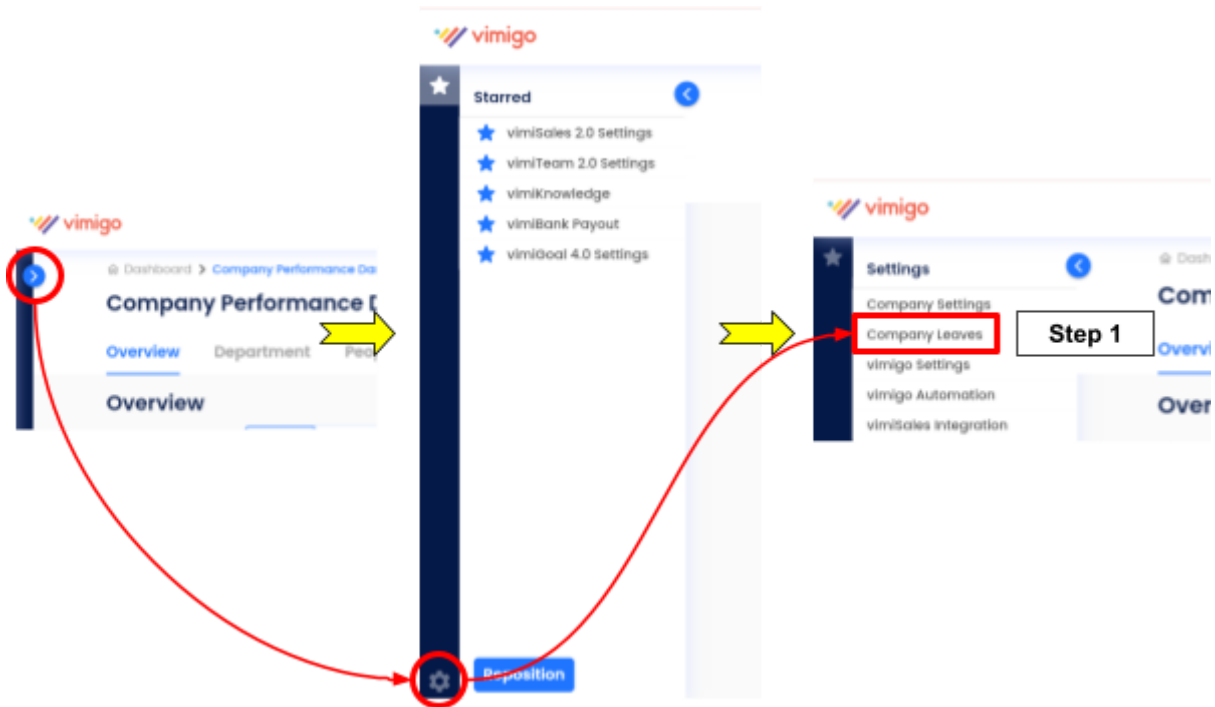 vimigo
Dashboard > Company Performance Da
Company Performance D
Overview Department Peo
Overview
vimigo
Starred
vimiSales 2.0 Settings
vimiTeam 2.0 Settings
vimiKnowledge
vimiBank Payout
vimiGoal 4.0 Settings
Reposition
vimigo
Settings
Company Settings
Company Leaves
vimigo Settings
vimigo Automation
vimiSales Integration
Step 1
Dash
Com
Overvi
Over